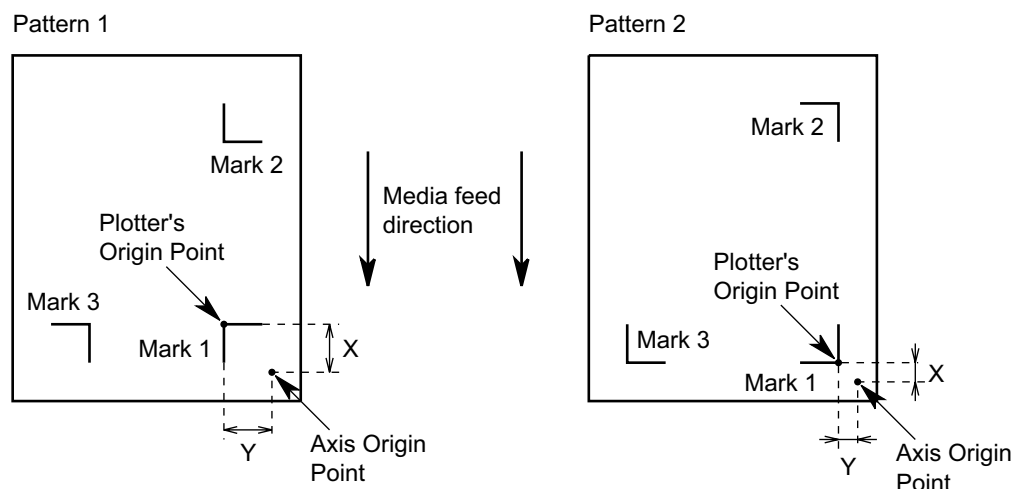 Pattern 1
Mark 2
Plotter's
Origin Point
Mark 3
Mark 1
X
Y
Axis Origin
Point
Media feed
direction
Pattern 2
Mark 2
Plotter's
Origin Point
Mark 3
Mark 1
X
Y
Axis Origin
Point